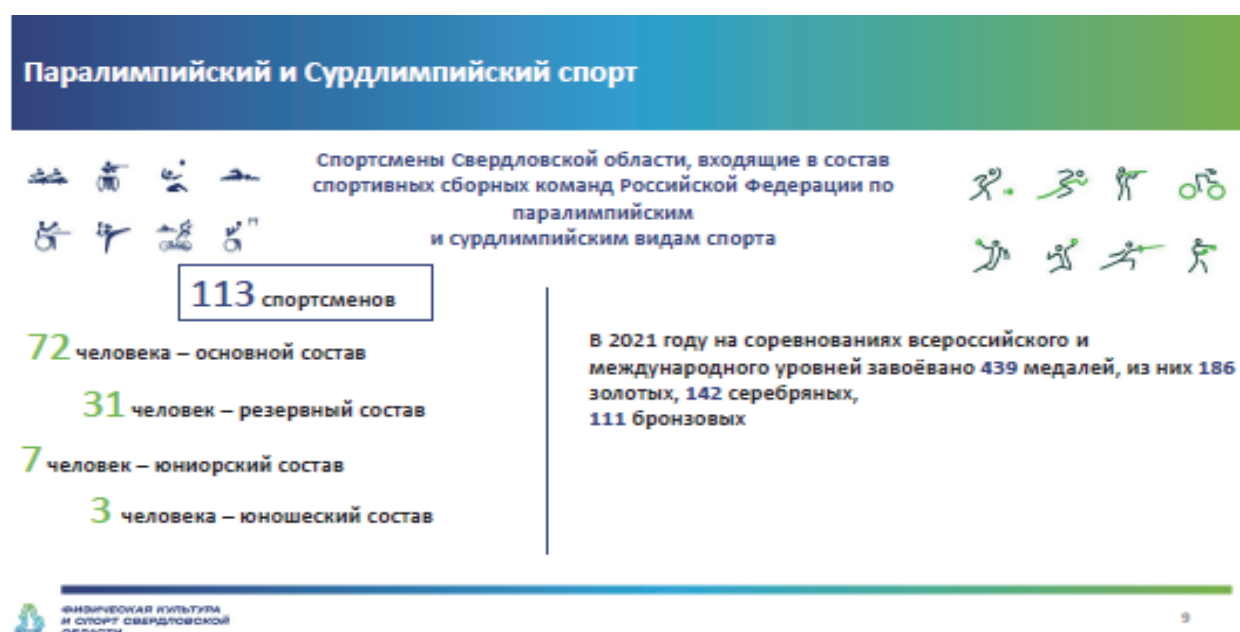 Паралимпийский и Сурдлимпийский спорт
Спортсмены Свердловской области, входящие в состав
спортивных сборных команд Российской Федерации по
паралимпийским
и сурдлимпийским видам спорта
113 спортсменов
72 человека – основной состав
31 человек – резервный состав
7 человек – юниорский состав
3 человека – юношеский состав
В 2021 году на соревнованиях всероссийского и
международного уровней завоёвано 439 медалей, из них 186
золотых, 142 серебряных,
111 бронзовых
ФИЗИЧЕСКАЯ КУЛЬТУРА
И СПОРТ СВЕРДЛОВСКОЙ
ОБЛАСТИ
9